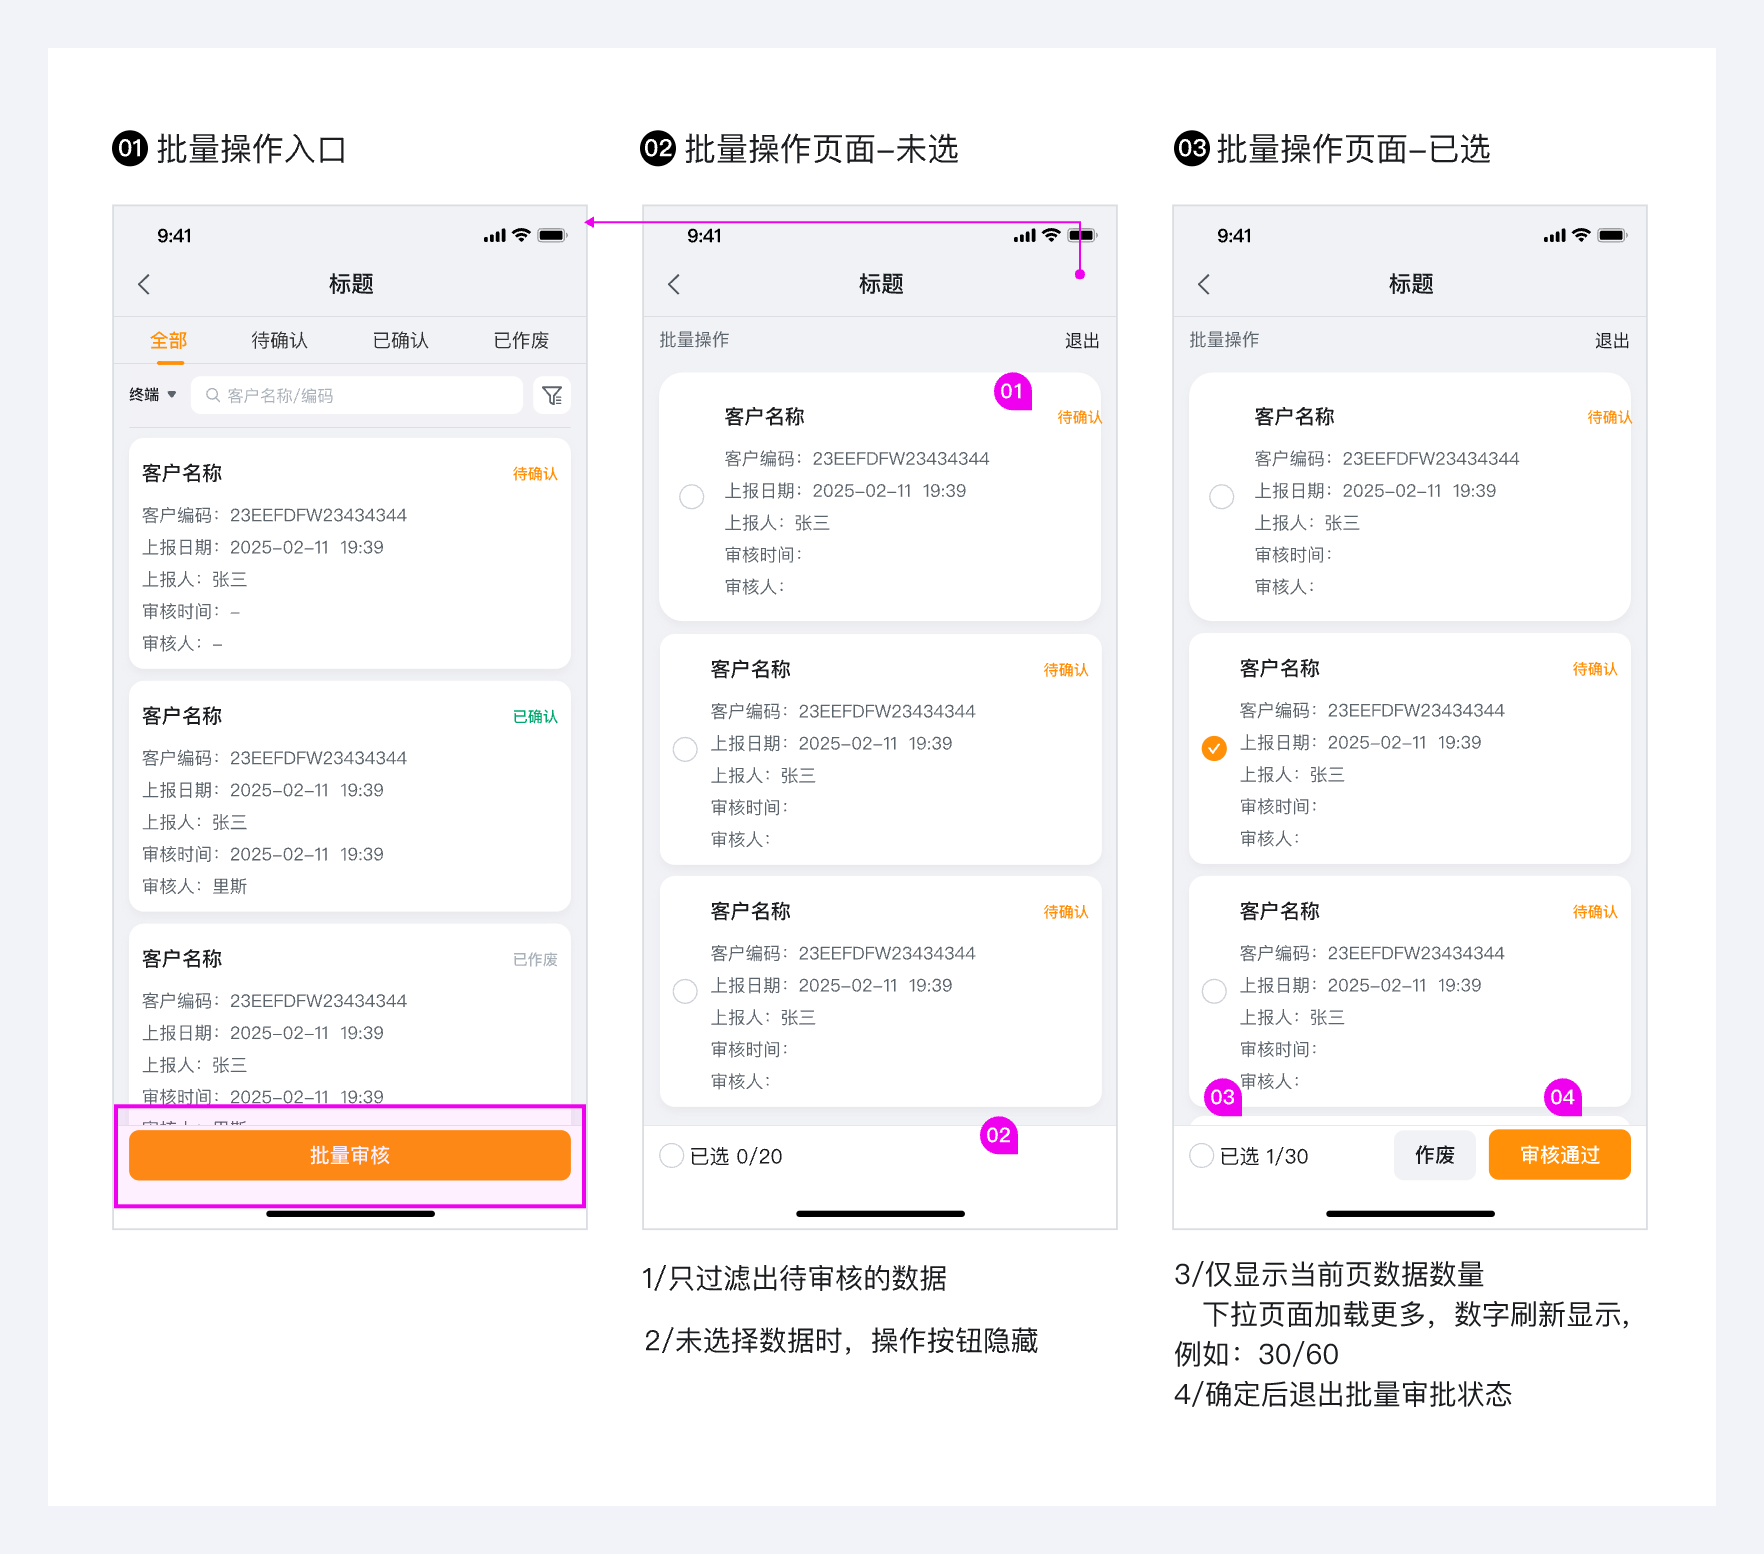 01 批量操作入口
9:41
标题
全部 待确认 已确认 已作废
终端 客户名称/编码
客户名称 待确认
客户编码：23EEFDFW23434344
上报日期：2025-02-11 19:39
上报人：张三
审核时间：-
审核人：-
客户名称 已确认
客户编码：23EEFDFW23434344
上报日期：2025-02-11 19:39
上报人：张三
审核时间：2025-02-11 19:39
审核人：里斯
客户名称 已作废
客户编码：23EEFDFW23434344
上报日期：2025-02-11 19:39
上报人：张三
审核时间：2025-02-11 19:39
审核人：里斯
批量审核
02 批量操作页面-未选
9:41
标题
批量操作 退出
01
客户名称 待确认
客户编码：23EEFDFW23434344
上报日期：2025-02-11 19:39
上报人：张三
审核时间：
审核人：
客户名称 待确认
客户编码：23EEFDFW23434344
上报日期：2025-02-11 19:39
上报人：张三
审核时间：
审核人：
客户名称 待确认
客户编码：23EEFDFW23434344
上报日期：2025-02-11 19:39
上报人：张三
审核时间：
审核人：
02
已选 0/20
1/只过滤出待审核的数据
2/未选择数据时，操作按钮隐藏
03 批量操作页面-已选
9:41
标题
批量操作 退出
客户名称 待确认
客户编码：23EEFDFW23434344
上报日期：2025-02-11 19:39
上报人：张三
审核时间：
审核人：
客户名称 待确认
客户编码：23EEFDFW23434344
上报日期：2025-02-11 19:39
上报人：张三
审核时间：
审核人：
客户名称 待确认
客户编码：23EEFDFW23434344
上报日期：2025-02-11 19:39
上报人：张三
审核时间：
审核人：
03 04
已选 1/30 作废 审核通过
3/仅显示当前页数据数量
下拉页面加载更多，数字刷新显示，
例如：30/60
4/确定后退出批量审批状态